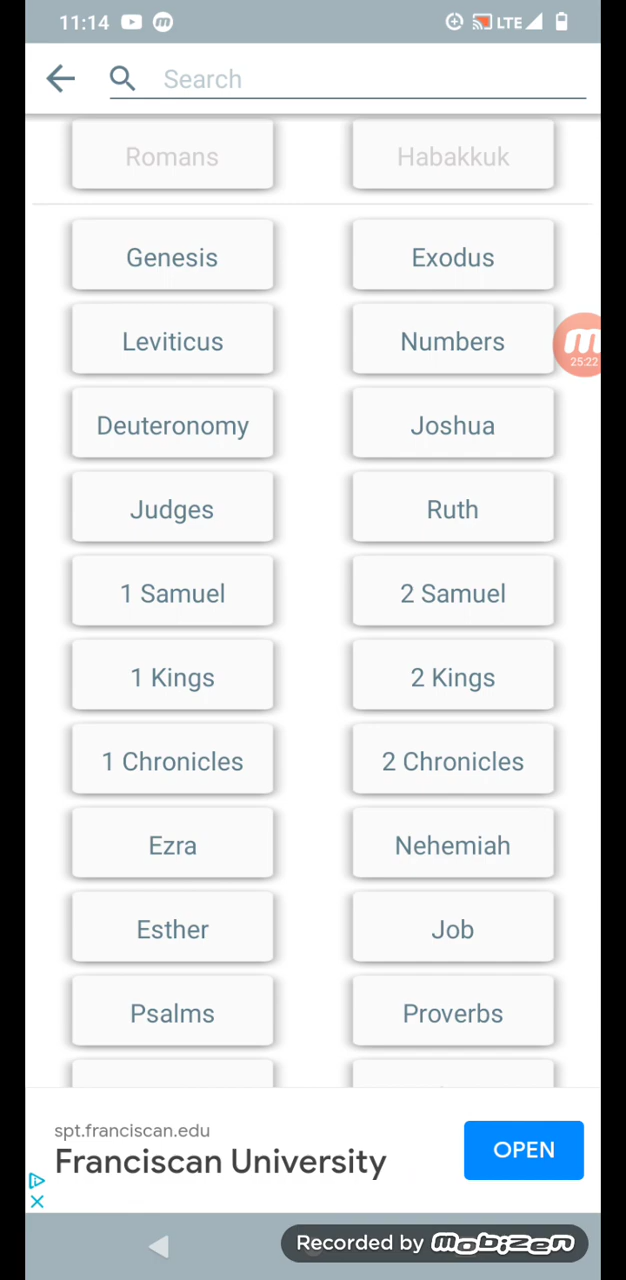 11:14 LTE
Search
Romans Habakkuk
Genesis Exodus
Leviticus Numbers
25:22
Deuteronomy Joshua
Judges Ruth
1 Samuel 2 Samuel
1 Kings 2 Kings
1 Chronicles 2 Chronicles
Ezra Nehemiah
Esther Job
Psalms Proverbs
spt.franciscan.edu
Franciscan University OPEN
Recorded by mobizen